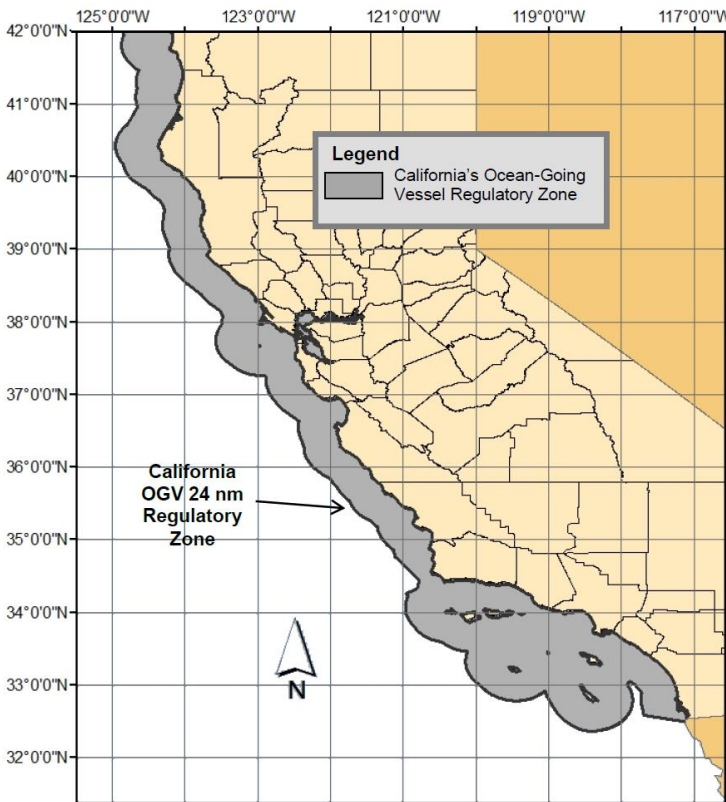 125°0'0"W 123°0'0"W 121°0'0"W 119°0'0"W 117°0'0"W
42°0'0"N
41°0'0"N
Legend
California's Ocean-Going
Vessel Regulatory Zone
40°0'0"N
39°0'0"N
38°0'0"N
37°0'0"N
36°0'0"N
California
OGV 24 nm
Regulatory
Zone
35°0'0"N
34°0'0"N
N
33°0'0"N
32°0'0"N